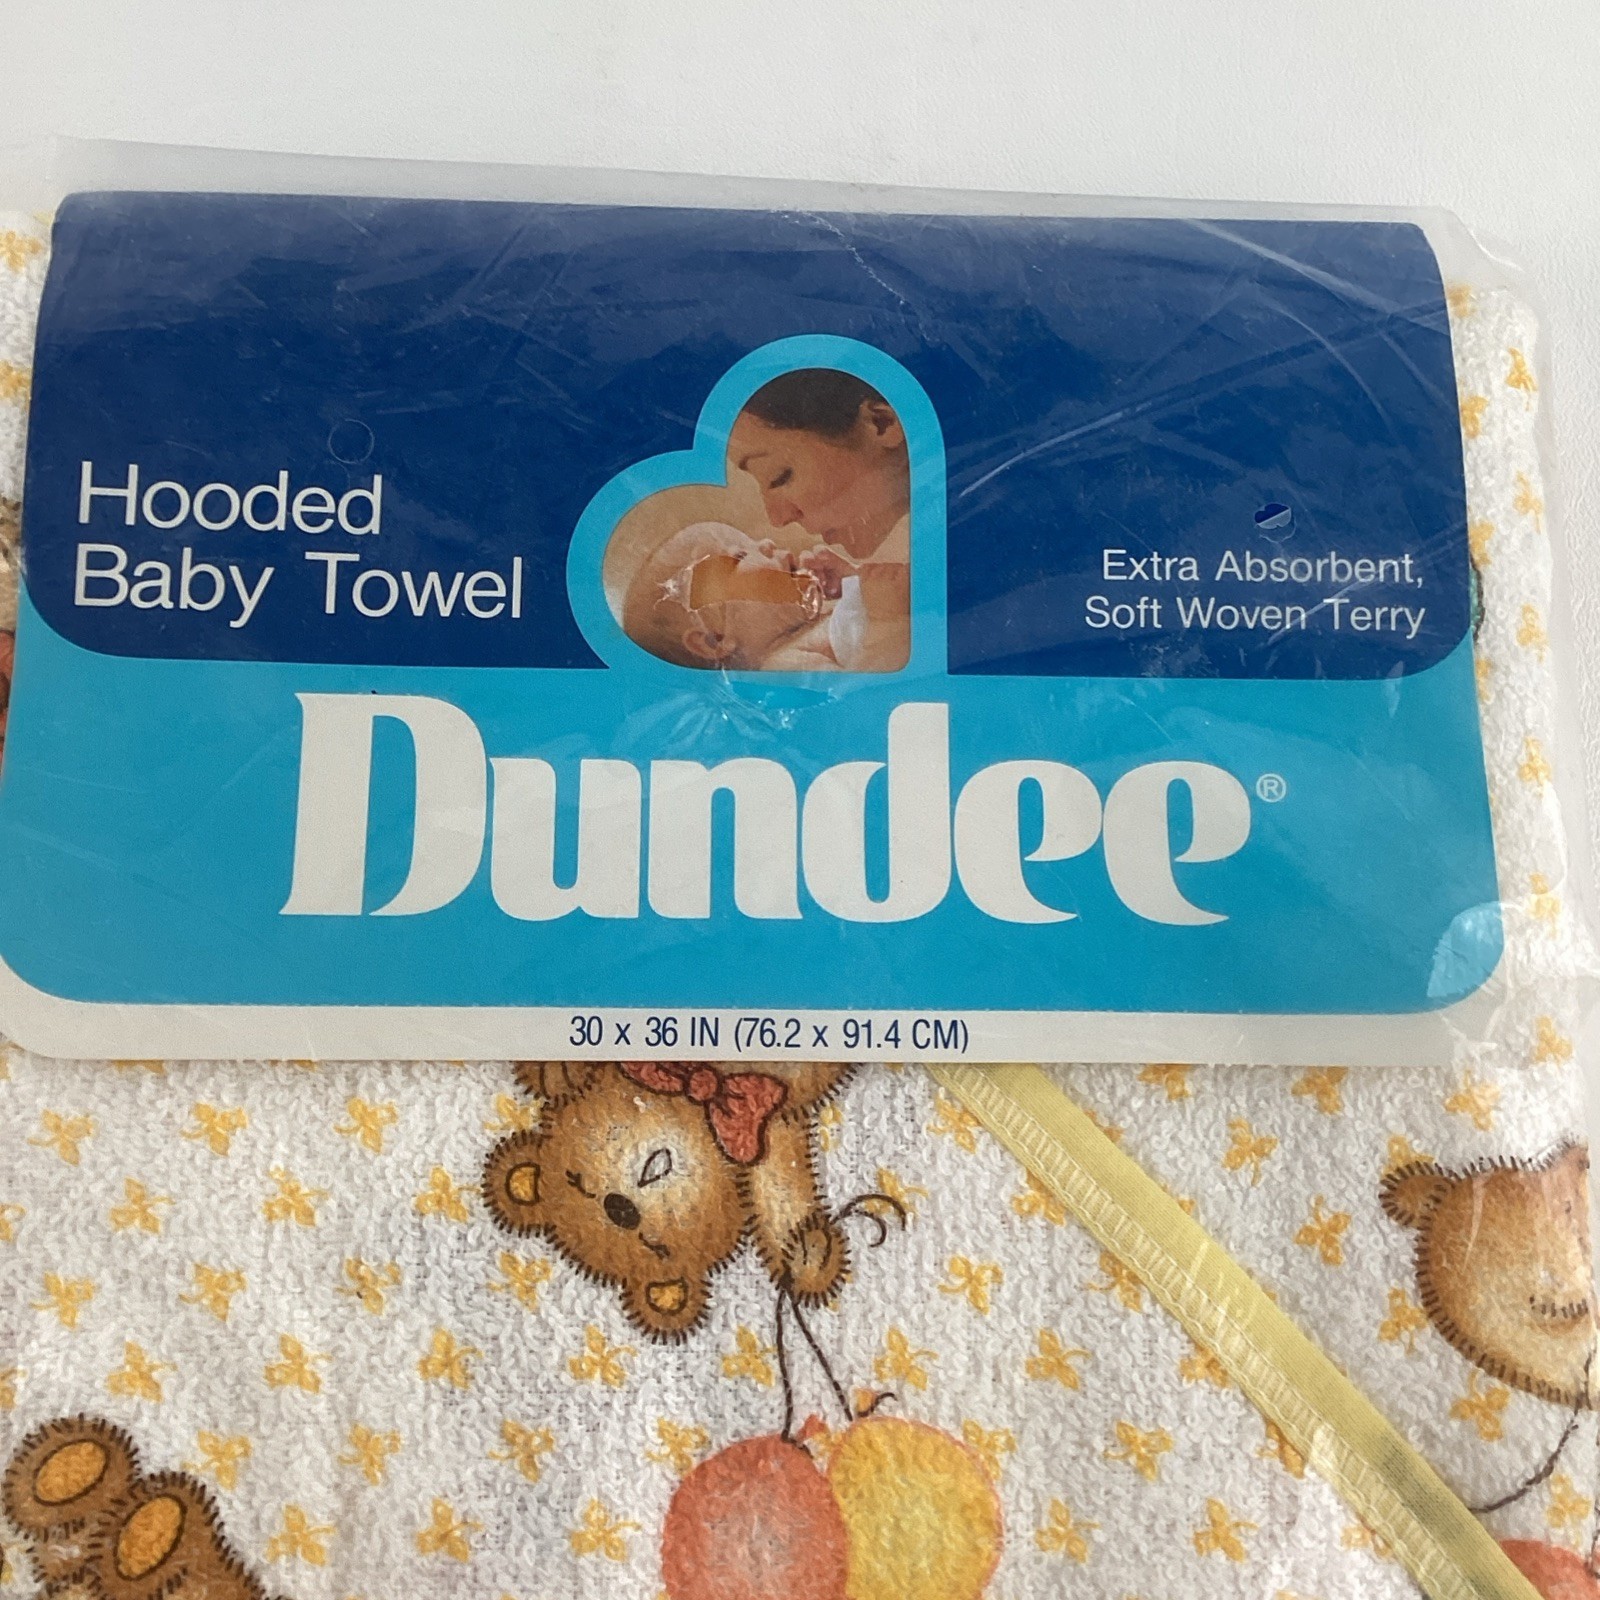 Hooded
Baby Towel
Extra Absorbent,
Soft Woven Terry
Dundee®
30 x 36 IN (76.2 x 91.4 CM)